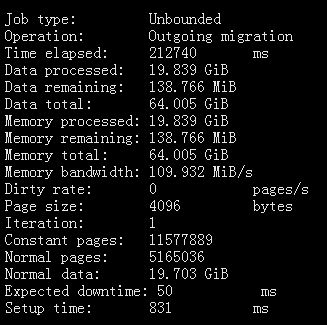 Job type: Unbounded
Operation: Outgoing migration
Time elapsed: 212740 ms
Data processed: 19.839 GiB
Data remaining: 138.766 MiB
Data total: 64.005 GiB
Memory processed: 19.839 GiB
Memory remaining: 138.766 MiB
Memory total: 64.005 GiB
Memory bandwidth: 109.932 MiB/s
Dirty rate: 0 pages/s
Page size: 4096 bytes
Iteration: 1
Constant pages: 11577889
Normal pages: 5165036
Normal data: 19.703 GiB
Expected downtime: 50 ms
Setup time: 831 ms